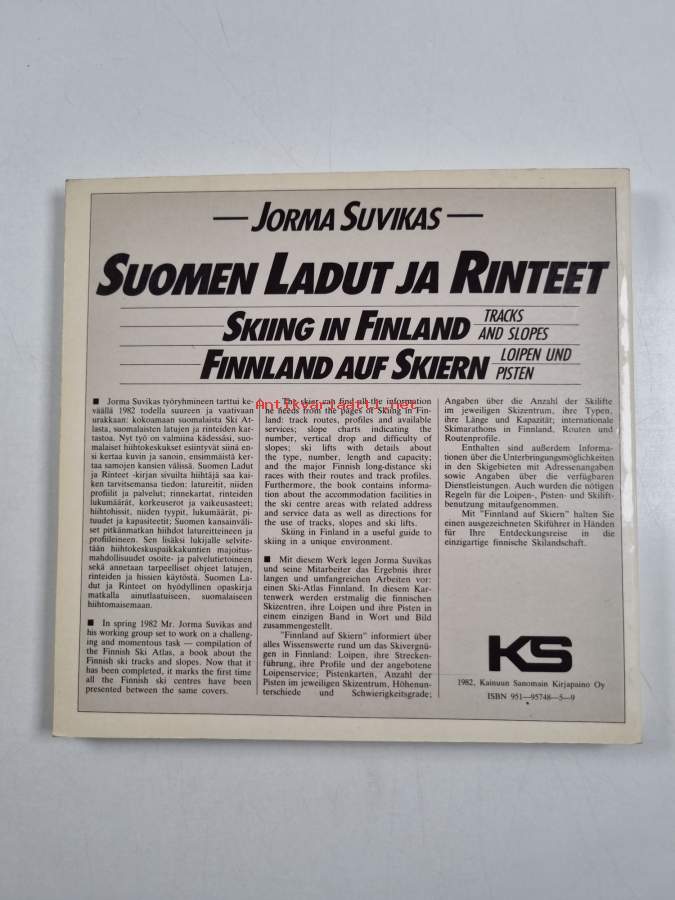 — JORMA SUVIKAS —
SUOMEN LADUT JA RINTEET
SKIING IN FINLAND TRACKS AND SLOPES
FINNLAND AUF SKIERN LOIPEN UND PISTEN
■ Jorma Suvikas työryhmineen tarttui ke-
väällä 1982 todella suureen ja vaativaan
urakkaan: kokoamaan suomalaista Ski At-
lasta, suomalaisten latujen ja rinteiden kar-
tastoa. Nyt työ on valmiina kädessäsi, suo-
malaiset hiihtokeskukset esiintyvät siinä en-
si kertaa kuvin ja sanoin, ensimmäistä ker-
taa samojen kansien välissä. Suomen Ladut
ja Rinteet -kirjan sivuilta hiihtäjä saa kai-
ken tarvitsemansa tiedon; latureitit, niiden
profiilit ja palvelut; rinnekartat, rinteiden
lukumäärät, korkeuserot ja vaikeusasteet;
hiihtohissit, niiden tyypit, lukumäärät, pi-
tuudet ja kapasiteetit; Suomen kansainväli-
set pitkänmatkan hiihdot latureitteineen ja
profiileineen. Sen lisäksi lukijalle selvite-
tään hiihtokeskuspaikkakuntien majoitus-
mahdollisuudet osoite- ja palvelutietoineen
sekä annetaan tarpeelliset ohjeet latujen,
rinteiden ja hissien käytöstä. Suomen La-
dut ja Rinteet on hyödyllinen opaskirja
matkalla ainutlaatuiseen, suomalaiseen
hiihtomaisemaan.
■ In spring 1982 Mr. Jorma Suvikas and
his working group set to work on a challeng-
ing and momentous task — compilation of
the Finnish Ski Atlas, a book about the
Finnish ski tracks and slopes. Now that it
has been completed, it marks the first time
all the Finnish ski centres have been
presented between the same covers.
The skier can find all the information
he needs from the pages of Skiing in Fin-
land: track routes, profiles and available
services; slope charts indicating the
number, vertical drop and difficulty of
slopes; ski lifts with details about
the type, number, length and capacity;
and the major Finnish long-distance ski
races with their routes and track profiles.
Furthermore, the book contains informa-
tion about the accommodation facilities in
the ski centre areas with related address
and service data as well as directions for
the use of tracks, slopes and ski lifts.
Skiing in Finland in a useful guide to
skiing in a unique environment.
■ Mit diesem Werk legen Jorma Suvikas
und seine Mitarbeiter das Ergebnis ihrer
langen und umfangreichen Arbeiten vor:
einen Ski-Atlas Finnland. In diesem Kar-
tenwerk werden erstmalig die finnischen
Skizentren, ihre Loipen und ihre Pisten in
einem einzigen Band in Wort und Bild
zusammengestellt.
"Finnland auf Skiern" informiert über
alles Wissenswerte rund um das Skivergnü-
gen in Finnland: Loipen, ihre Strecken-
führung, ihre Profile und der angebotene
Loipenservice; Pistenkarten, Anzahl der
Pisten im jeweiligen Skizentrum, Höhenun-
terschiede und Schwierigkeitsgrade;
Angaben über die Anzahl der Skilifte
im jeweiligen Skizentrum, ihre Typen,
ihre Länge und Kapazität; internationale
Skimarathons in Finnland, Routen und
Routenprofile.
Enthalten sind außerdem Informa-
tionen über die Unterbringungsmöglichkeiten
in den Skigebieten mit Adressenangaben
sowie Angaben über die verfügbaren
Dienstleistungen. Auch wurden die nötigen
Regeln für die Loipen-, Pisten- und Skilift-
benutzung mitaufgenommen.
Mit "Finnland auf Skiern" halten Sie
einen ausgezeichneten Skiführer in Händen
für Ihre Entdeckungsreise in die
einzigartige finnische Skilandschaft.
KS
1982, Kainuun Sanomain Kirjapaino Oy
ISBN 951—95748—5—9
Antikvariaatti.net